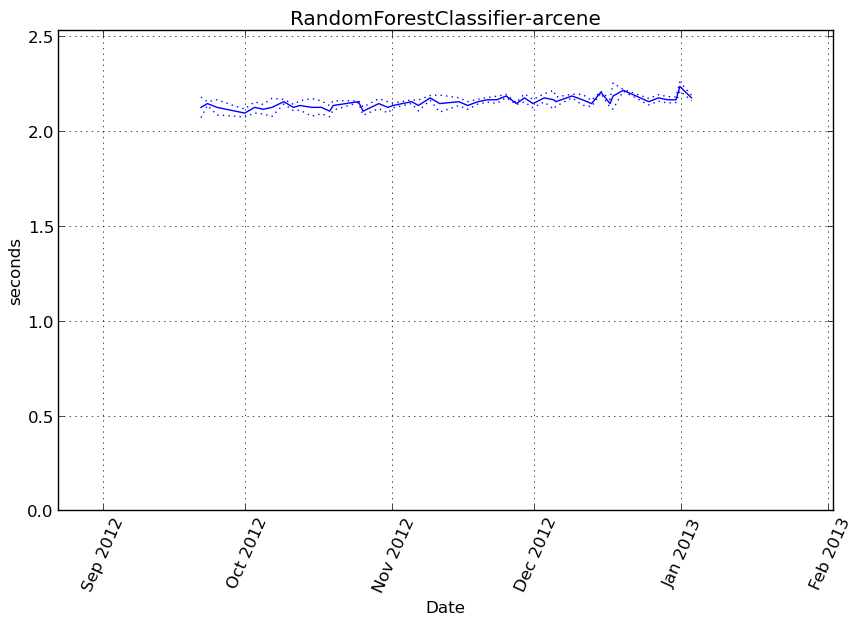 RandomForestClassifier-arcene
2.5
2.0
1.5
1.0
0.5
0.0
seconds
Sep 2012
Oct 2012
Nov 2012
Dec 2012
Jan 2013
Feb 2013
Date